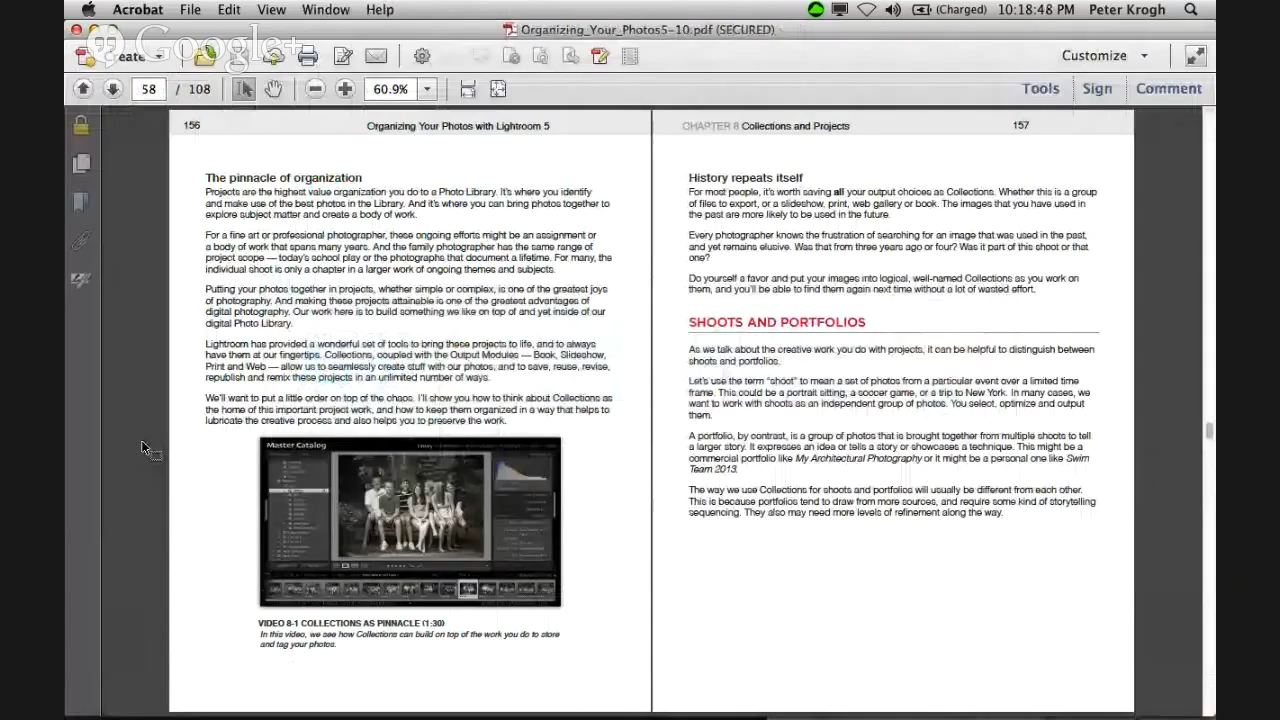 Acrobat File Edit View Window Help (Charged) 10:18:48 PM Peter Krogh
Organizing_Your_Photos5-10.pdf (SECURED)
Google+
Create Customize
58 / 108 60.9% Tools Sign Comment
156 Organizing Your Photos with Lightroom 5
The pinnacle of organization
Projects are the highest value organization you do to a Photo Library. It's where you identify
and make use of the best photos in the Library. And it's where you can bring photos together to
explore subject matter and create a body of work.
For a fine art or professional photographer, these ongoing efforts might be an assignment or
a body of work that spans many years. And the family photographer has the same range of
project scope — today's school play or the photographs that document a lifetime. For many, the
individual shoot is only a chapter in a larger work of ongoing themes and subjects.
Putting your photos together in projects, whether simple or complex, is one of the greatest joys
of photography. And making these projects attainable is one of the greatest advantages of
digital photography. Our work here is to build something we like on top of and yet inside of our
digital Photo Library.
Lightroom has provided a wonderful set of tools to bring these projects to life, and to always
have them at our fingertips. Collections, coupled with the Output Modules — Book, Slideshow,
Print and Web — allow us to seamlessly create stuff with our photos, and to save, reuse, revise,
republish and remix these projects in an unlimited number of ways.
We'll want to put a little order on top of the chaos. I'll show you how to think about Collections as
the home of this important project work, and how to keep them organized in a way that helps to
lubricate the creative process and also helps you to preserve the work.
Master Catalog
VIDEO 8-1 COLLECTIONS AS PINNACLE (1:30)
In this video, we see how Collections can build on top of the work you do to store
and tag your photos.
CHAPTER 8 Collections and Projects 157
History repeats itself
For most people, it's worth saving all your output choices as Collections. Whether this is a group
of files to export, or a slideshow, print, web gallery or book. The images that you have used in
the past are more likely to be used in the future.
Every photographer knows the frustration of searching for an image that was used in the past,
and yet remains elusive. Was that from three years ago or four? Was it part of this shoot or that
one?
Do yourself a favor and put your images into logical, well-named Collections as you work on
them, and you'll be able to find them again next time without a lot of wasted effort.
SHOOTS AND PORTFOLIOS
As we talk about the creative work you do with projects, it can be helpful to distinguish between
shoots and portfolios.
Let's use the term "shoot" to mean a set of photos from a particular event over a limited time
frame. This could be a portrait sitting, a soccer game, or a trip to New York. In many cases, we
want to work with shoots as an independent group of photos. You select, optimize and output
them.
A portfolio, by contrast, is a group of photos that is brought together from multiple shoots to tell
a larger story. It expresses an idea or tells a story or showcases a technique. This might be a
commercial portfolio like My Architectural Photography or it might be a personal one like Swim
Team 2013.
The way we use Collections for shoots and portfolios will usually be different from each other.
This is because portfolios tend to draw from more sources, and require some kind of storytelling
sequencing. They also may need more levels of refinement along the way.